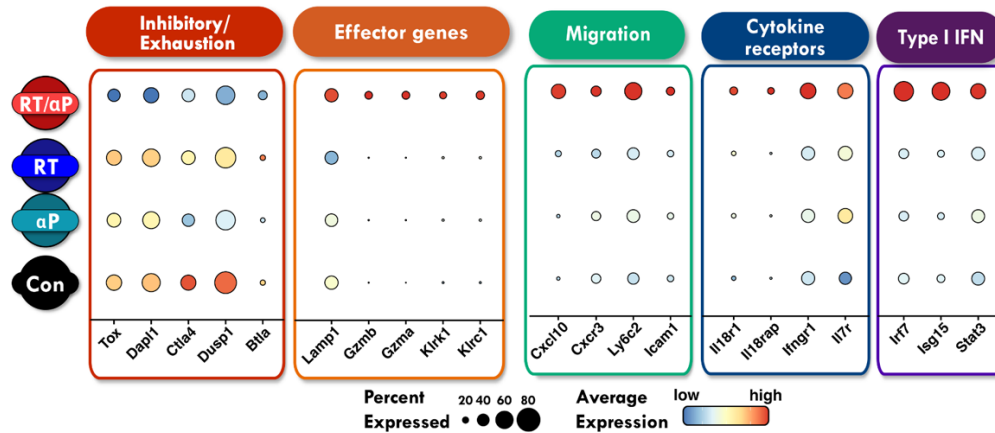 Inhibitory/
Exhaustion
Effector genes
Migration
Cytokine
receptors
Type I IFN
RT/αP
RT
αP
Con
Tox
Dapl1
Ctla4
Dusp1
Btla
Lamp1
Gzmb
Gzma
Klrk1
Klrc1
Cxcl10
Cxcr3
Ly6c2
Icam1
Il18r1
Il18rap
Ifngr1
Il7r
Irf7
Isg15
Stat3
Percent
Expressed
20 40 60 80
Average
Expression
low high